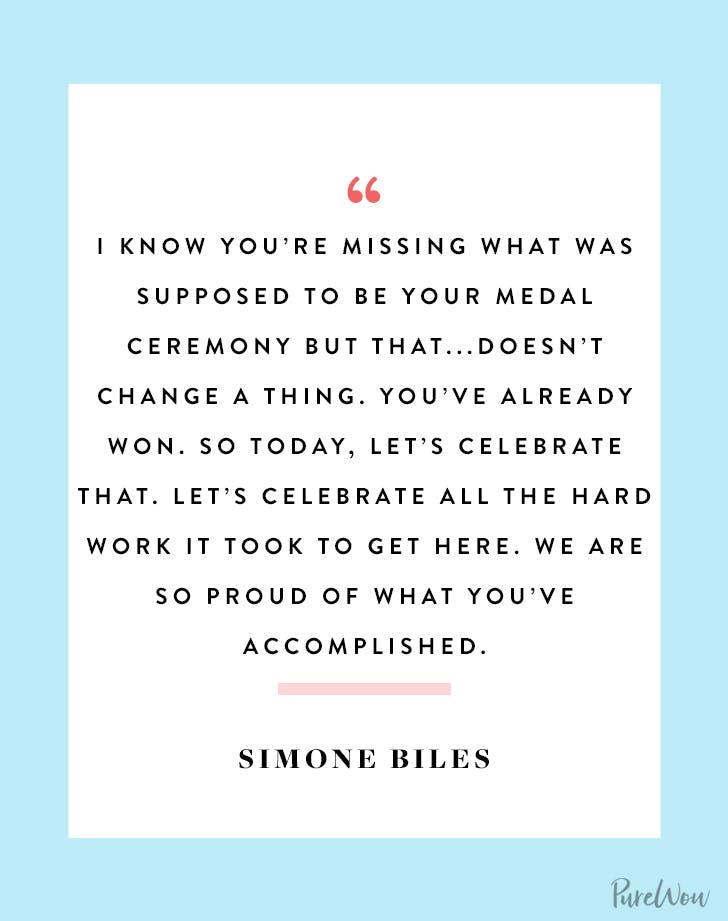 “
I KNOW YOU’RE MISSING WHAT WAS
SUPPOSED TO BE YOUR MEDAL
CEREMONY BUT THAT...DOESN’T
CHANGE A THING. YOU’VE ALREADY
WON. SO TODAY, LET’S CELEBRATE
THAT. LET’S CELEBRATE ALL THE HARD
WORK IT TOOK TO GET HERE. WE ARE
SO PROUD OF WHAT YOU’VE
ACCOMPLISHED.
SIMONE BILES
PureWow